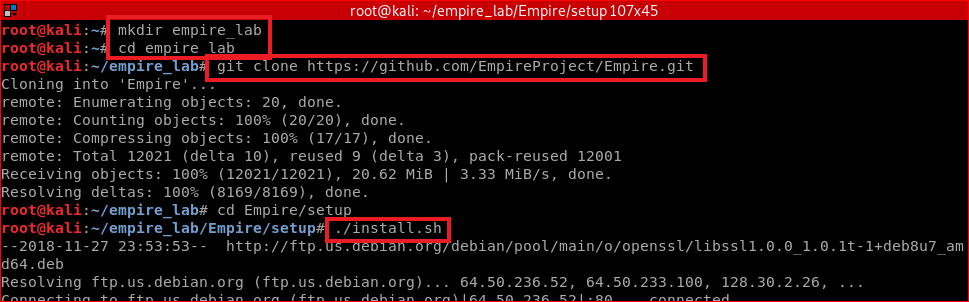 root@kali: ~/empire_lab/Empire/setup 107x45
root@kali:~# mkdir empire_lab
root@kali:~# cd empire_lab
root@kali:~/empire_lab# git clone https://github.com/EmpireProject/Empire.git
Cloning into 'Empire'...
remote: Enumerating objects: 20, done.
remote: Counting objects: 100% (20/20), done.
remote: Compressing objects: 100% (17/17), done.
remote: Total 12021 (delta 10), reused 9 (delta 3), pack-reused 12001
Receiving objects: 100% (12021/12021), 20.62 MiB | 3.33 MiB/s, done.
Resolving deltas: 100% (8169/8169), done.
root@kali:~/empire_lab# cd Empire/setup
root@kali:~/empire_lab/Empire/setup# ./install.sh
--2018-11-27 23:53:53--  http://ftp.us.debian.org/debian/pool/main/o/openssl/libssl1.0.0_1.0.1t-1+deb8u7_am
d64.deb
Resolving ftp.us.debian.org (ftp.us.debian.org)... 64.50.236.52, 64.50.233.100, 128.30.2.26, ...
Connecting to ftp.us.debian.org (ftp.us.debian.org)|64.50.236.52|:80... connected.